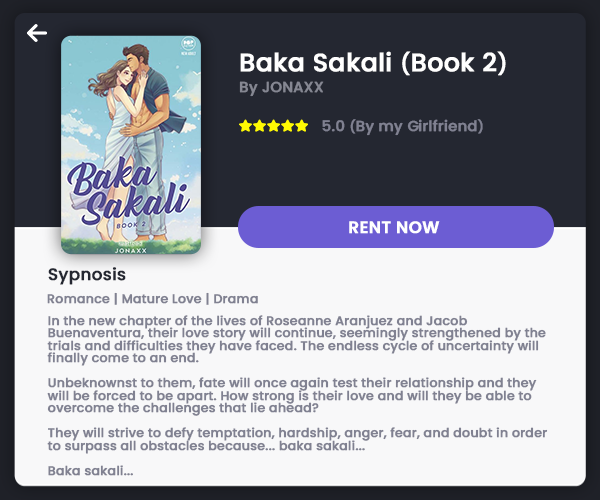 Baka Sakali (Book 2)
By JONAXX
5.0 (By my Girlfriend)
RENT NOW
POP
Baka
Sakali
BOOK 2
JONAXX
Sypnosis
Romance | Mature Love | Drama
In the new chapter of the lives of Roseanne Aranjuez and Jacob
Buenaventura, their love story will continue, seemingly strengthened by the
trials and difficulties they have faced. The endless cycle of uncertainty will
finally come to an end.
Unbeknownst to them, fate will once again test their relationship and they
will be forced to be apart. How strong is their love and will they be able to
overcome the challenges that lie ahead?
They will strive to defy temptation, hardship, anger, fear, and doubt in order
to surpass all obstacles because... baka sakali...
Baka sakali...